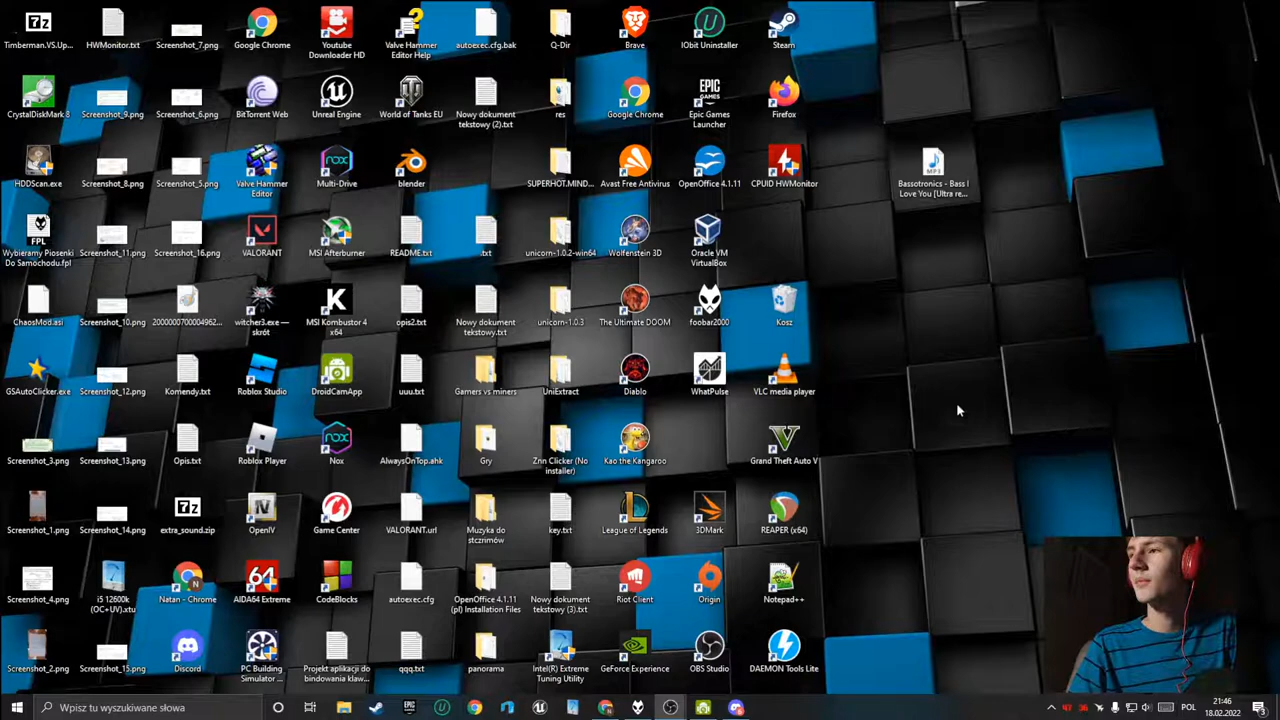 Timberman.VS.Up...
HWMonitor.txt
Screenshot_7.png
Google Chrome
Youtube
Downloader HD
Valve Hammer
Editor Help
autoexec.cfg.bak
Q-Dir
Brave
IObit Uninstaller
Steam
CrystalDiskMark 8
Screenshot_9.png
Screenshot_6.png
BitTorrent Web
Unreal Engine
World of Tanks EU
Nowy dokument
tekstowy (2).txt
res
Google Chrome
Epic Games
Launcher
Firefox
HDDScan.exe
Screenshot_8.png
Screenshot_5.png
Valve Hammer
Editor
Multi-Drive
blender
SUPERHOT.MIND...
Avast Free Antivirus
OpenOffice 4.1.11
CPUID HWMonitor
Bassotronics - Bass I
Love You [Ultra re...
Wybieramy Piosenki
Do Samochodu.fpl
Screenshot_11.png
Screenshot_16.png
VALORANT
MSI Afterburner
README.txt
.txt
unicorn-1.0.2-win64
Wolfenstein 3D
Oracle VM
VirtualBox
ChaosMod.asi
Screenshot_10.png
2000000700004962...
witcher3.exe —
skrót
MSI Kombustor 4
x64
opis2.txt
Nowy dokument
tekstowy.txt
unicorn-1.0.3
The Ultimate DOOM
foobar2000
Kosz
GSAutoClicker.exe
Screenshot_12.png
Komendy.txt
Roblox Studio
DroidCamApp
uuu.txt
Gamers vs miners
UniExtract
Diablo
WhatPulse
VLC media player
Screenshot_3.png
Screenshot_13.png
Opis.txt
Roblox Player
Nox
AlwaysOnTop.ahk
Gry
Znn Clicker (No
installer)
Kao the Kangaroo
Grand Theft Auto V
Screenshot_1.png
Screenshot_14.png
extra_sound.zip
OpenIV
Game Center
VALORANT.url
Muzyka do
stczrimów
key.txt
League of Legends
3DMark
REAPER (x64)
Screenshot_4.png
i5 12600k
(OC+UV).xtu
Natan - Chrome
AIDA64 Extreme
CodeBlocks
autoexec.cfg
OpenOffice 4.1.11
(pl) Installation Files
Nowy dokument
tekstowy (3).txt
Riot Client
Origin
Notepad++
Screenshot_2.png
Screenshot_15.png
Discord
PC Building
Simulator ...
Projekt aplikacji do
bindowania klaw...
qqq.txt
panorama
Intel(R) Extreme
Tuning Utility
GeForce Experience
OBS Studio
DAEMON Tools Lite
Wpisz tu wyszukiwane słowa
POL
21:46
18.02.2022